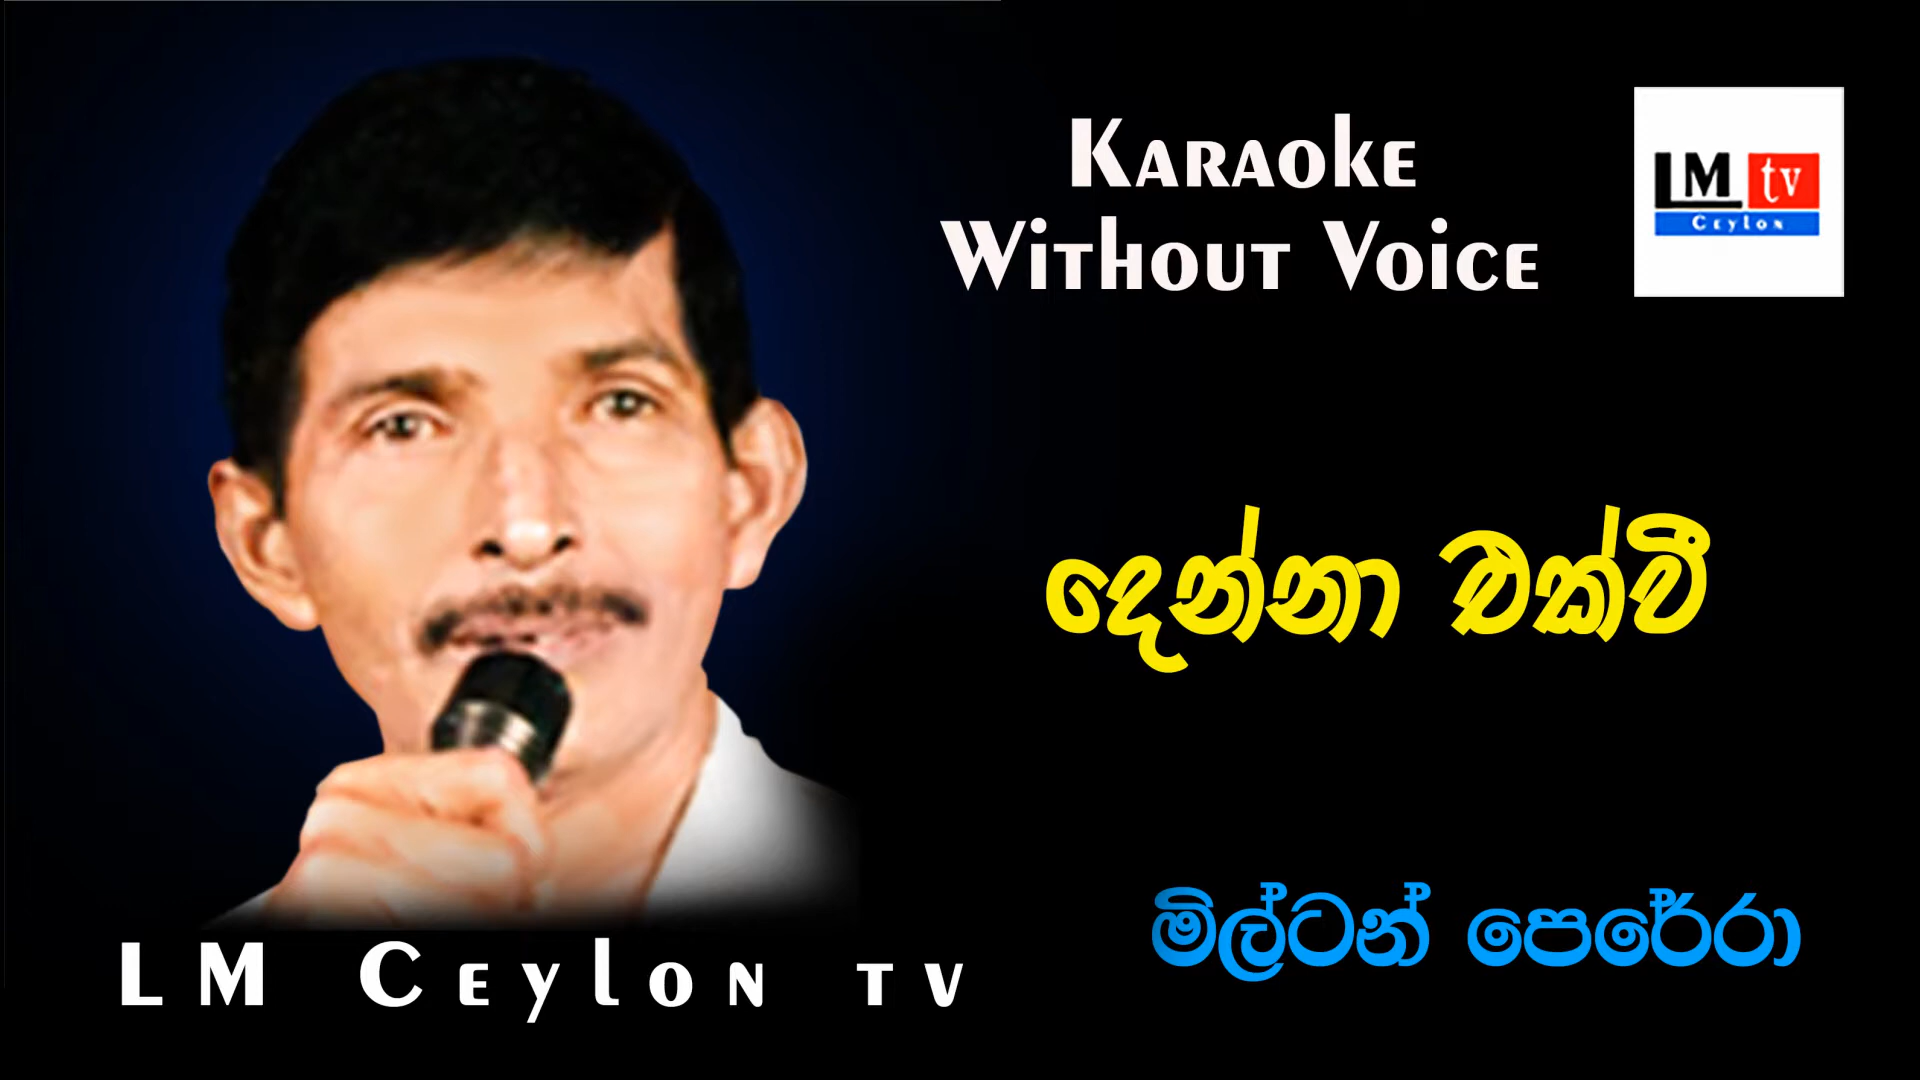 Karaoke
Without Voice
LM tv
Ceylon
දෙන්නා එක්වී
මිල්ටන් පෙරේරා
LM Ceylon tv